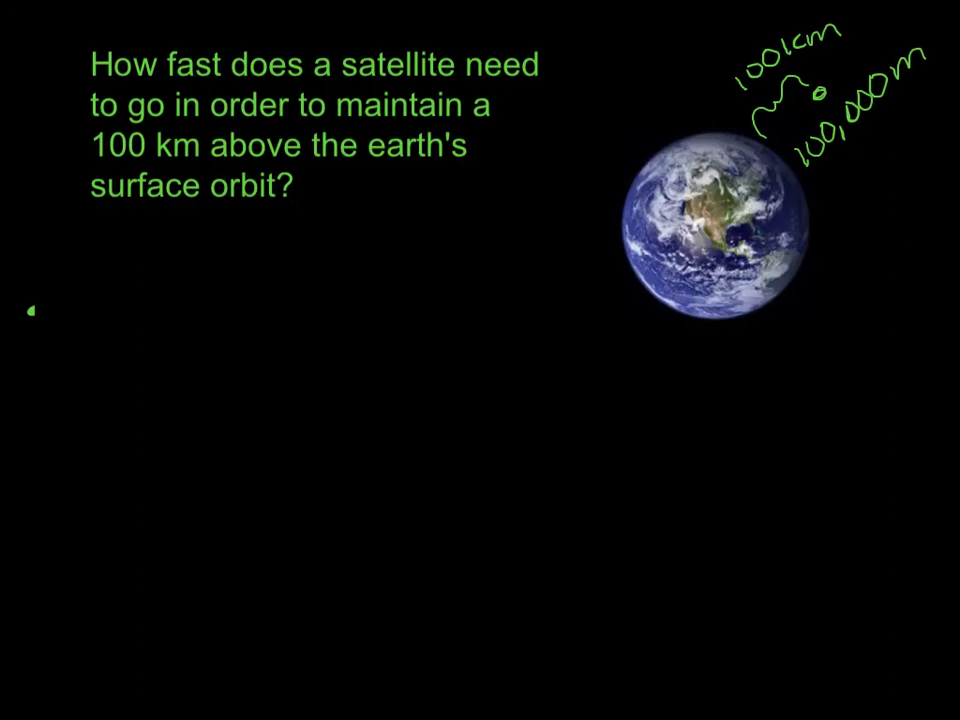 How fast does a satellite need
to go in order to maintain a
100 km above the earth's
surface orbit?
100km
100,000m